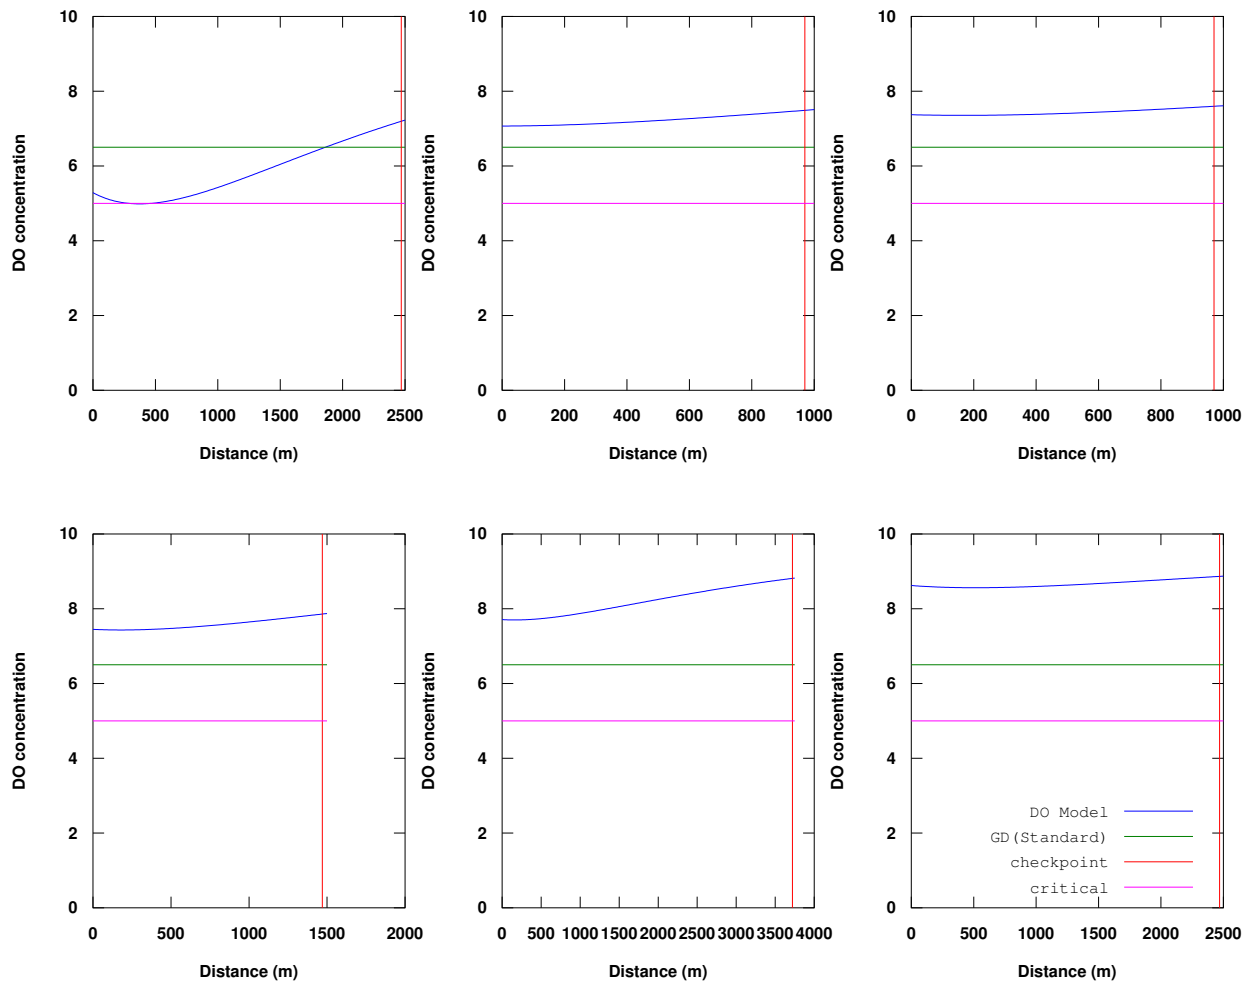 10
8
6
4
2
0
0 500 1000 1500 2000 2500
Distance (m)
DO concentration
10
8
6
4
2
0
0 200 400 600 800 1000
Distance (m)
DO concentration
10
8
6
4
2
0
0 200 400 600 800 1000
Distance (m)
DO concentration
10
8
6
4
2
0
0 500 1000 1500 2000
Distance (m)
DO concentration
10
8
6
4
2
0
0 500 1000 1500 2000 2500 3000 3500 4000
Distance (m)
DO concentration
10
8
6
4
2
0
0 500 1000 1500 2000 2500
Distance (m)
DO concentration
DO Model
GD(Standard)
checkpoint
critical